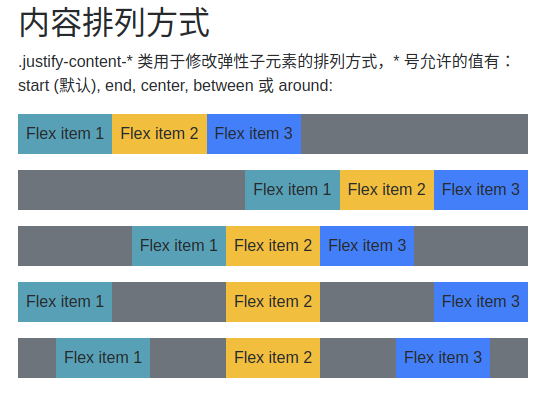 内容排列方式
.justify-content-* 类用于修改弹性子元素的排列方式，* 号允许的值有：
start (默认), end, center, between 或 around:
Flex item 1 Flex item 2 Flex item 3
Flex item 1 Flex item 2 Flex item 3
Flex item 1 Flex item 2 Flex item 3
Flex item 1 Flex item 2 Flex item 3
Flex item 1 Flex item 2 Flex item 3